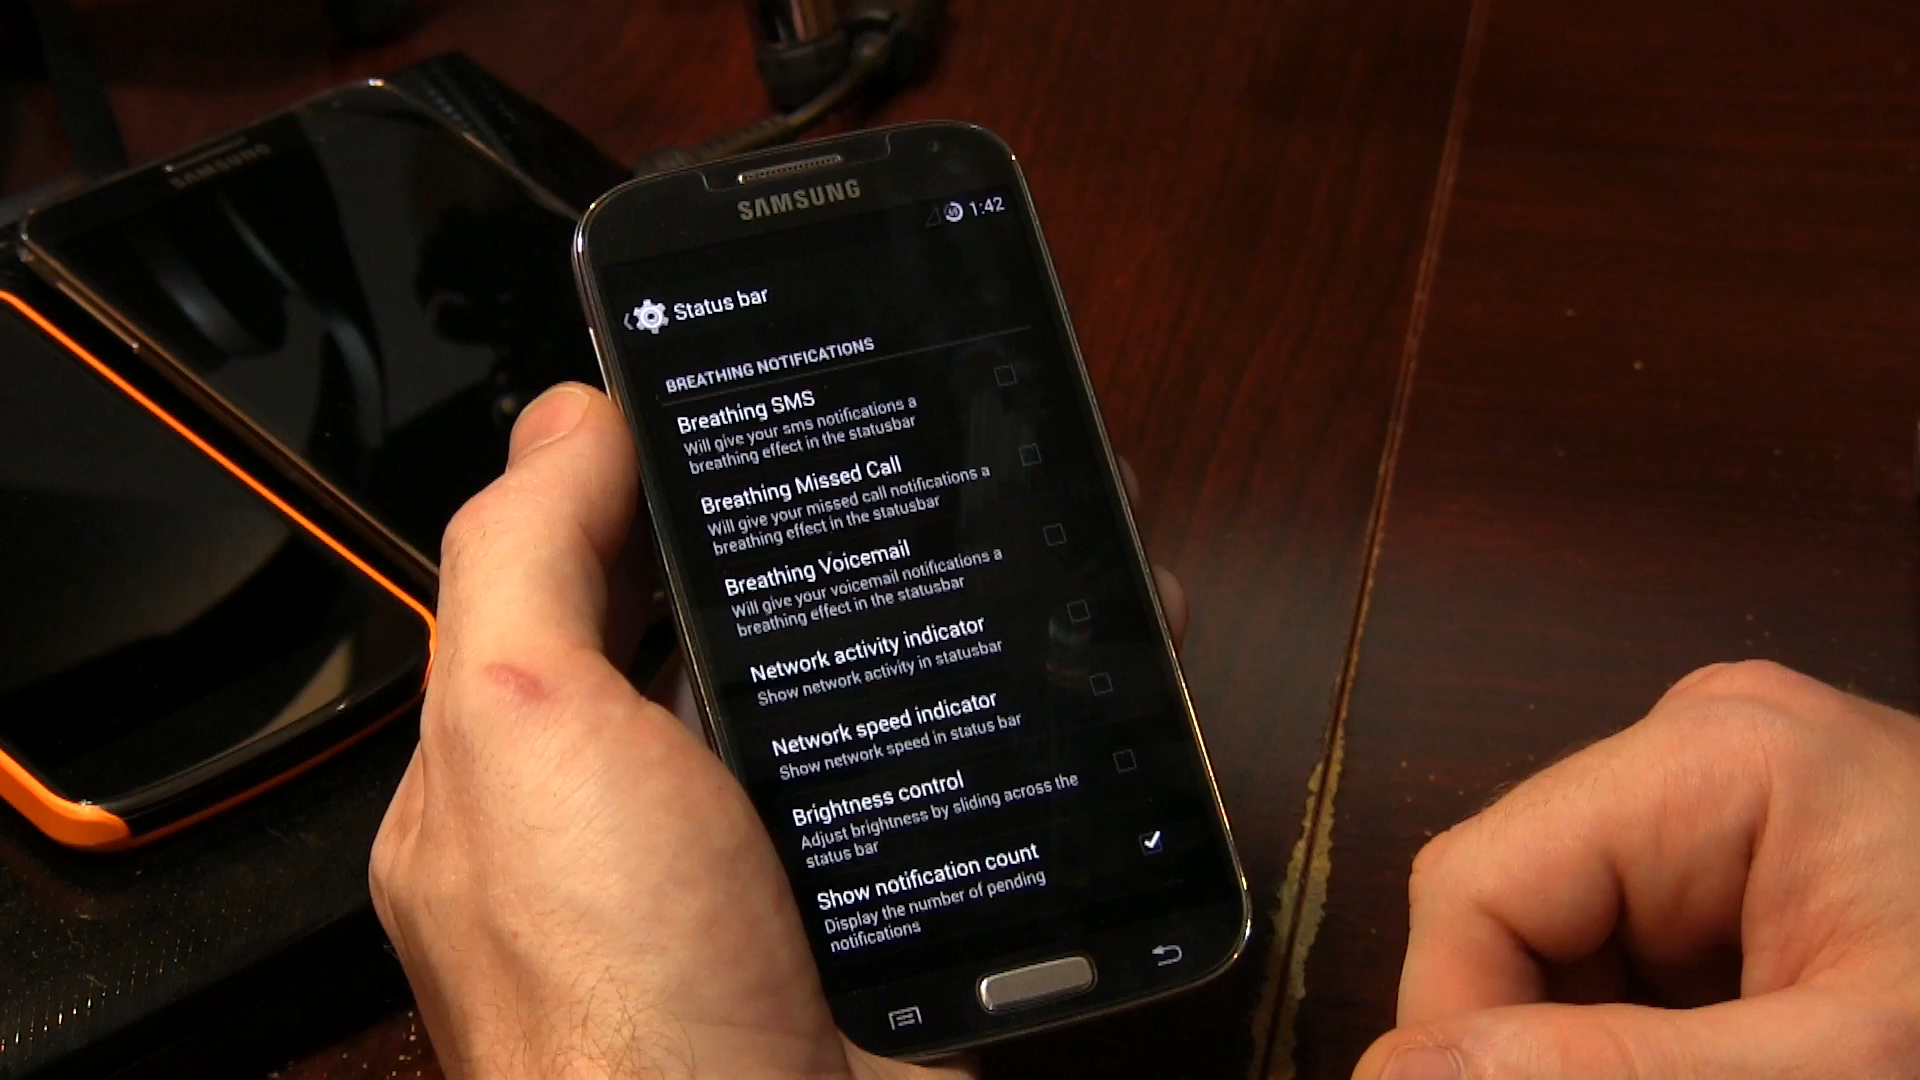 SAMSUNG
SAMSUNG
1:42
Status bar
BREATHING NOTIFICATIONS
Breathing SMS
Will give your sms notifications a
breathing effect in the statusbar
Breathing Missed Call
Will give your missed call notifications a
breathing effect in the statusbar
Breathing Voicemail
Will give your voicemail notifications a
breathing effect in the statusbar
Network activity indicator
Show network activity in statusbar
Network speed indicator
Show network speed in status bar
Brightness control
Adjust brightness by sliding across the
status bar
Show notification count
Display the number of pending
notifications